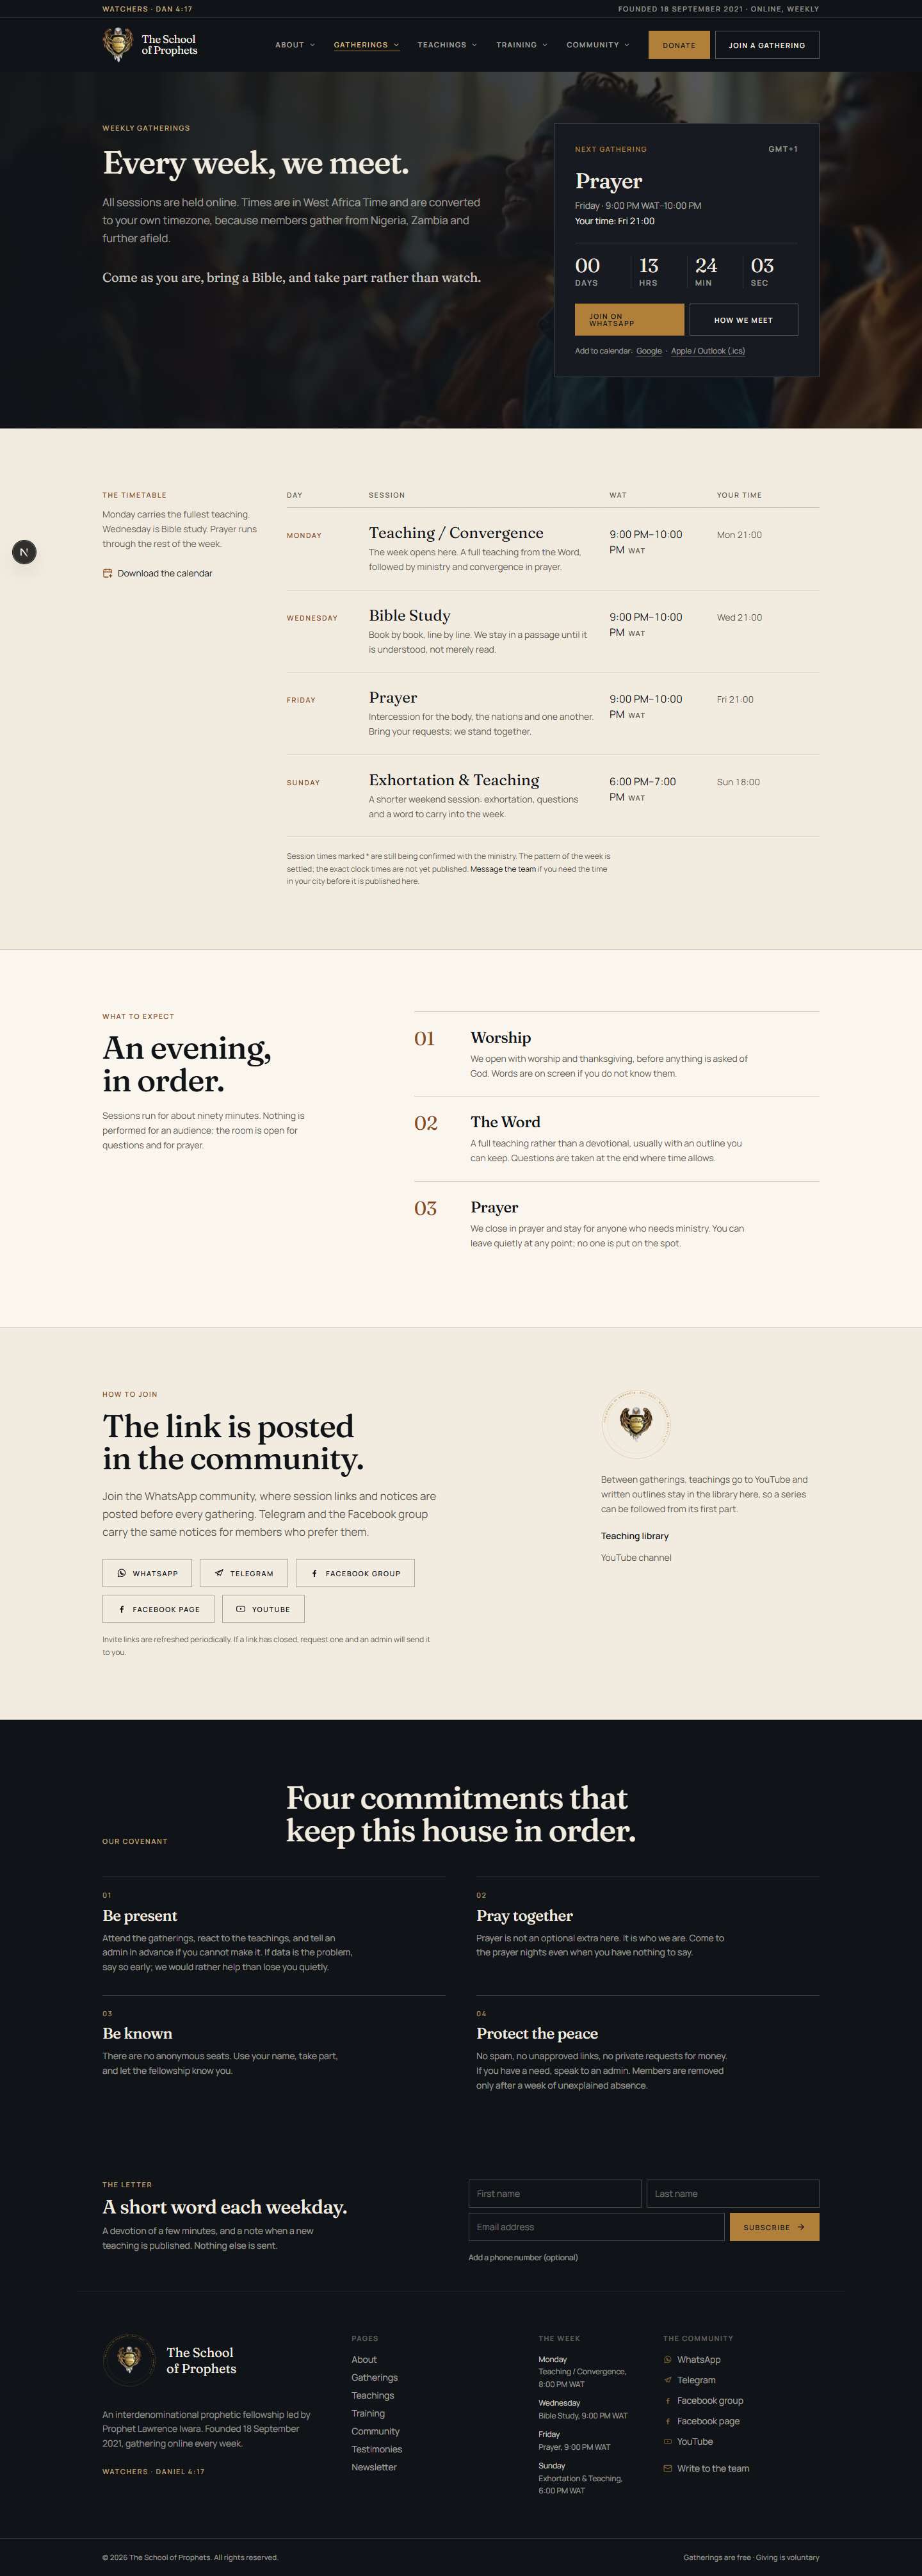 WATCHERS · DAN 4:17
FOUNDED 18 SEPTEMBER 2021 · ONLINE, WEEKLY
The School
of Prophets
ABOUT
GATHERINGS
TEACHINGS
TRAINING
COMMUNITY
DONATE
JOIN A GATHERING
WEEKLY GATHERINGS
Every week, we meet.
All sessions are held online. Times are in West Africa Time and are converted
to your own timezone, because members gather from Nigeria, Zambia and
further afield.
Come as you are, bring a Bible, and take part rather than watch.
NEXT GATHERING
GMT+1
Prayer
Friday · 9:00 PM WAT–10:00 PM
Your time: Fri 21:00
00 13 24 03
DAYS HRS MIN SEC
JOIN ON
WHATSAPP
HOW WE MEET
Add to calendar: Google · Apple / Outlook (.ics)
THE TIMETABLE
Monday carries the fullest teaching.
Wednesday is Bible study. Prayer runs
through the rest of the week.
Download the calendar
N
DAY SESSION WAT YOUR TIME
MONDAY
Teaching / Convergence
The week opens here. A full teaching from the Word,
followed by ministry and convergence in prayer.
9:00 PM–10:00
PM WAT
Mon 21:00
WEDNESDAY
Bible Study
Book by book, line by line. We stay in a passage until it
is understood, not merely read.
9:00 PM–10:00
PM WAT
Wed 21:00
FRIDAY
Prayer
Intercession for the body, the nations and one another.
Bring your requests; we stand together.
9:00 PM–10:00
PM WAT
Fri 21:00
SUNDAY
Exhortation & Teaching
A shorter weekend session: exhortation, questions
and a word to carry into the week.
6:00 PM–7:00
PM WAT
Sun 18:00
Session times marked * are still being confirmed with the ministry. The pattern of the week is
settled; the exact clock times are not yet published. Message the team if you need the time
in your city before it is published here.
WHAT TO EXPECT
An evening,
in order.
Sessions run for about ninety minutes. Nothing is
performed for an audience; the room is open for
questions and for prayer.
01
Worship
We open with worship and thanksgiving, before anything is asked of
God. Words are on screen if you do not know them.
02
The Word
A full teaching rather than a devotional, usually with an outline you
can keep. Questions are taken at the end where time allows.
03
Prayer
We close in prayer and stay for anyone who needs ministry. You can
leave quietly at any point; no one is put on the spot.
HOW TO JOIN
The link is posted
in the community.
Join the WhatsApp community, where session links and notices are
posted before every gathering. Telegram and the Facebook group
carry the same notices for members who prefer them.
WHATSAPP
TELEGRAM
FACEBOOK GROUP
FACEBOOK PAGE
YOUTUBE
Invite links are refreshed periodically. If a link has closed, request one and an admin will send it
to you.
Between gatherings, teachings go to YouTube and
written outlines stay in the library here, so a series
can be followed from its first part.
Teaching library
YouTube channel
OUR COVENANT
Four commitments that
keep this house in order.
01
Be present
Attend the gatherings, react to the teachings, and tell an
admin in advance if you cannot make it. If data is the problem,
say so early; we would rather help than lose you quietly.
02
Pray together
Prayer is not an optional extra here. It is who we are. Come to
the prayer nights even when you have nothing to say.
03
Be known
There are no anonymous seats. Use your name, take part,
and let the fellowship know you.
04
Protect the peace
No spam, no unapproved links, no private requests for money.
If you have a need, speak to an admin. Members are removed
only after a week of unexplained absence.
THE LETTER
A short word each weekday.
A devotion of a few minutes, and a note when a new
teaching is published. Nothing else is sent.
First name
Last name
Email address
SUBSCRIBE
Add a phone number (optional)
The School
of Prophets
An interdenominational prophetic fellowship led by
Prophet Lawrence Iwara. Founded 18 September
2021, gathering online every week.
WATCHERS · DANIEL 4:17
PAGES
About
Gatherings
Teachings
Training
Community
Testimonies
Newsletter
THE WEEK
Monday
Teaching / Convergence,
8:00 PM WAT
Wednesday
Bible Study, 9:00 PM WAT
Friday
Prayer, 9:00 PM WAT
Sunday
Exhortation & Teaching,
6:00 PM WAT
THE COMMUNITY
WhatsApp
Telegram
Facebook group
Facebook page
YouTube
Write to the team
© 2026 The School of Prophets. All rights reserved.
Gatherings are free · Giving is voluntary